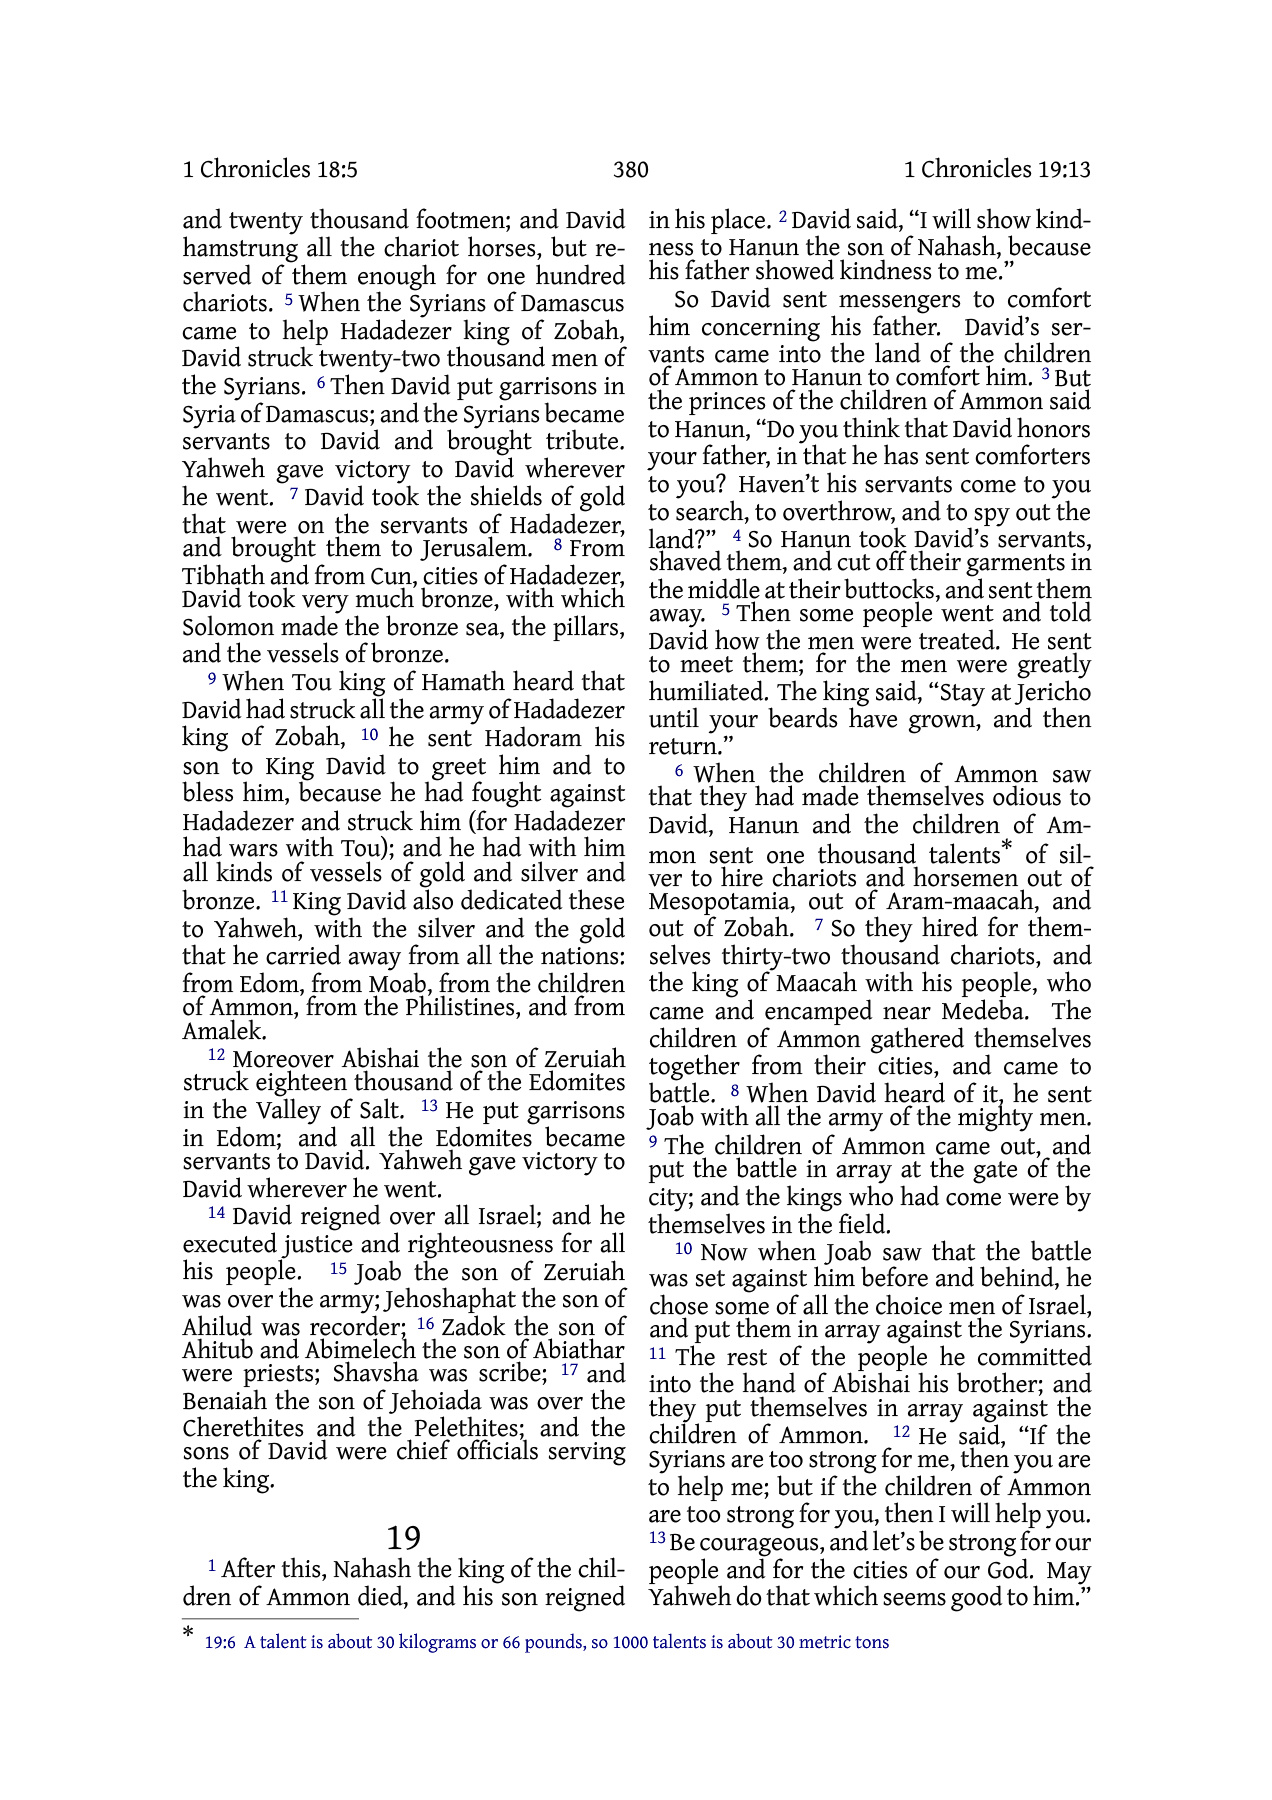 1 Chronicles 18:5 380 1 Chronicles 19:13
and twenty thousand footmen; and David
hamstrung all the chariot horses, but re-
served of them enough for one hundred
chariots. 5 When the Syrians of Damascus
came to help Hadadezer king of Zobah,
David struck twenty-two thousand men of
the Syrians. 6 Then David put garrisons in
Syria of Damascus; and the Syrians became
servants to David and brought tribute.
Yahweh gave victory to David wherever
he went. 7 David took the shields of gold
that were on the servants of Hadadezer,
and brought them to Jerusalem. 8 From
Tibhath and from Cun, cities of Hadadezer,
David took very much bronze, with which
Solomon made the bronze sea, the pillars,
and the vessels of bronze.
9 When Tou king of Hamath heard that
David had struck all the army of Hadadezer
king of Zobah, 10 he sent Hadoram his
son to King David to greet him and to
bless him, because he had fought against
Hadadezer and struck him (for Hadadezer
had wars with Tou); and he had with him
all kinds of vessels of gold and silver and
bronze. 11 King David also dedicated these
to Yahweh, with the silver and the gold
that he carried away from all the nations:
from Edom, from Moab, from the children
of Ammon, from the Philistines, and from
Amalek.
12 Moreover Abishai the son of Zeruiah
struck eighteen thousand of the Edomites
in the Valley of Salt. 13 He put garrisons
in Edom; and all the Edomites became
servants to David. Yahweh gave victory to
David wherever he went.
14 David reigned over all Israel; and he
executed justice and righteousness for all
his people. 15 Joab the son of Zeruiah
was over the army; Jehoshaphat the son of
Ahilud was recorder; 16 Zadok the son of
Ahitub and Abimelech the son of Abiathar
were priests; Shavsha was scribe; 17 and
Benaiah the son of Jehoiada was over the
Cherethites and the Pelethites; and the
sons of David were chief officials serving
the king.
19
1 After this, Nahash the king of the chil-
dren of Ammon died, and his son reigned
in his place. 2 David said, “I will show kind-
ness to Hanun the son of Nahash, because
his father showed kindness to me.”
So David sent messengers to comfort
him concerning his father. David’s ser-
vants came into the land of the children
of Ammon to Hanun to comfort him. 3 But
the princes of the children of Ammon said
to Hanun, “Do you think that David honors
your father, in that he has sent comforters
to you? Haven’t his servants come to you
to search, to overthrow, and to spy out the
land?” 4 So Hanun took David’s servants,
shaved them, and cut off their garments in
the middle at their buttocks, and sent them
away. 5 Then some people went and told
David how the men were treated. He sent
to meet them; for the men were greatly
humiliated. The king said, “Stay at Jericho
until your beards have grown, and then
return.”
6 When the children of Ammon saw
that they had made themselves odious to
David, Hanun and the children of Am-
mon sent one thousand talents* of sil-
ver to hire chariots and horsemen out of
Mesopotamia, out of Aram-maacah, and
out of Zobah. 7 So they hired for them-
selves thirty-two thousand chariots, and
the king of Maacah with his people, who
came and encamped near Medeba. The
children of Ammon gathered themselves
together from their cities, and came to
battle. 8 When David heard of it, he sent
Joab with all the army of the mighty men.
9 The children of Ammon came out, and
put the battle in array at the gate of the
city; and the kings who had come were by
themselves in the field.
10 Now when Joab saw that the battle
was set against him before and behind, he
chose some of all the choice men of Israel,
and put them in array against the Syrians.
11 The rest of the people he committed
into the hand of Abishai his brother; and
they put themselves in array against the
children of Ammon. 12 He said, “If the
Syrians are too strong for me, then you are
to help me; but if the children of Ammon
are too strong for you, then I will help you.
13 Be courageous, and let’s be strong for our
people and for the cities of our God. May
Yahweh do that which seems good to him.”
* 19:6 A talent is about 30 kilograms or 66 pounds, so 1000 talents is about 30 metric tons